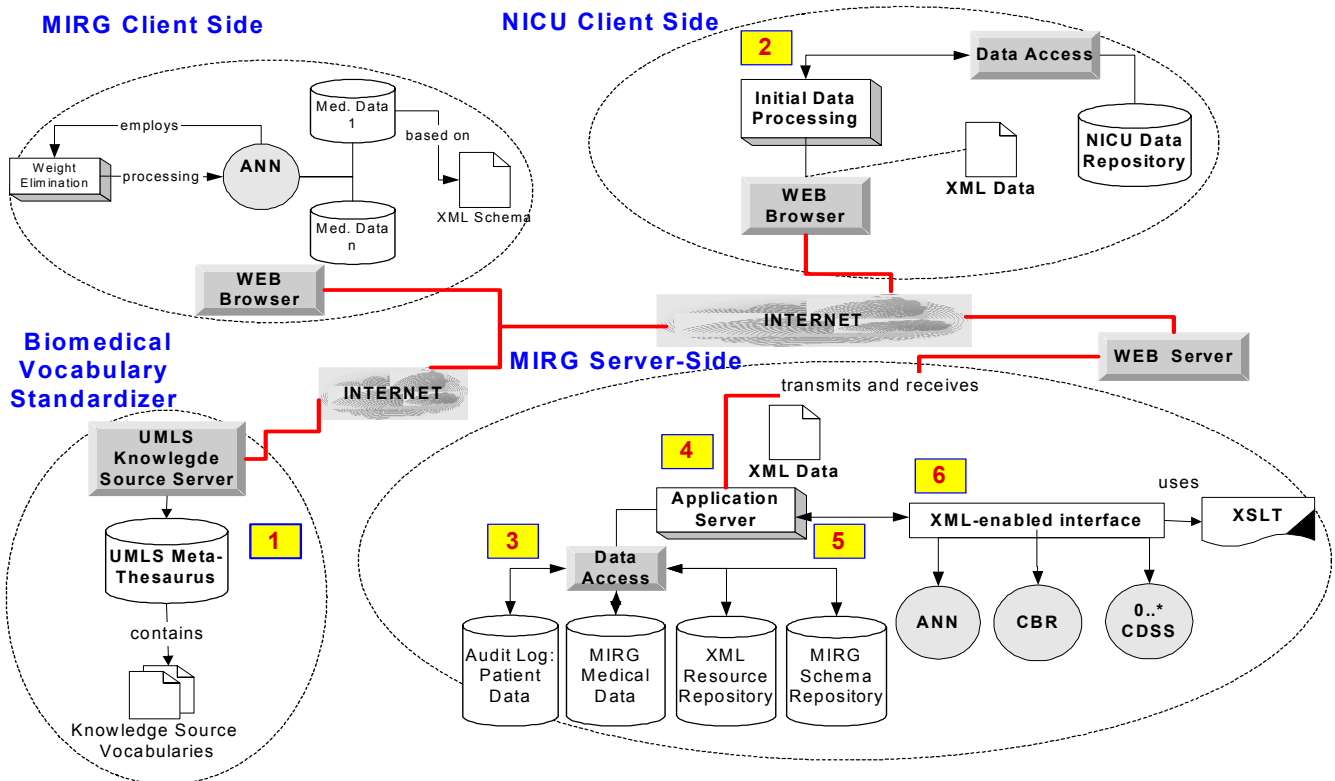 MIRG Client Side
employs
Weight
Elimination
processing
ANN
Med. Data
1
Med. Data
n
based on
XML Schema
WEB
Browser
NICU Client Side
2
Initial Data
Processing
Data Access
NICU Data
Repository
XML Data
WEB
Browser
INTERNET
WEB Server
Biomedical
Vocabulary
Standardizer
INTERNET
UMLS
Knowlegde
Source Server
1
UMLS Meta-
Thesaurus
contains
Knowledge Source
Vocabularies
MIRG Server-Side
transmits and receives
XML Data
4
Application
Server
3
Data
Access
5
6
XML-enabled interface
uses
XSLT
Audit Log:
Patient
Data
MIRG
Medical
Data
XML
Resource
Repository
MIRG
Schema
Repository
ANN
CBR
0..*
CDSS